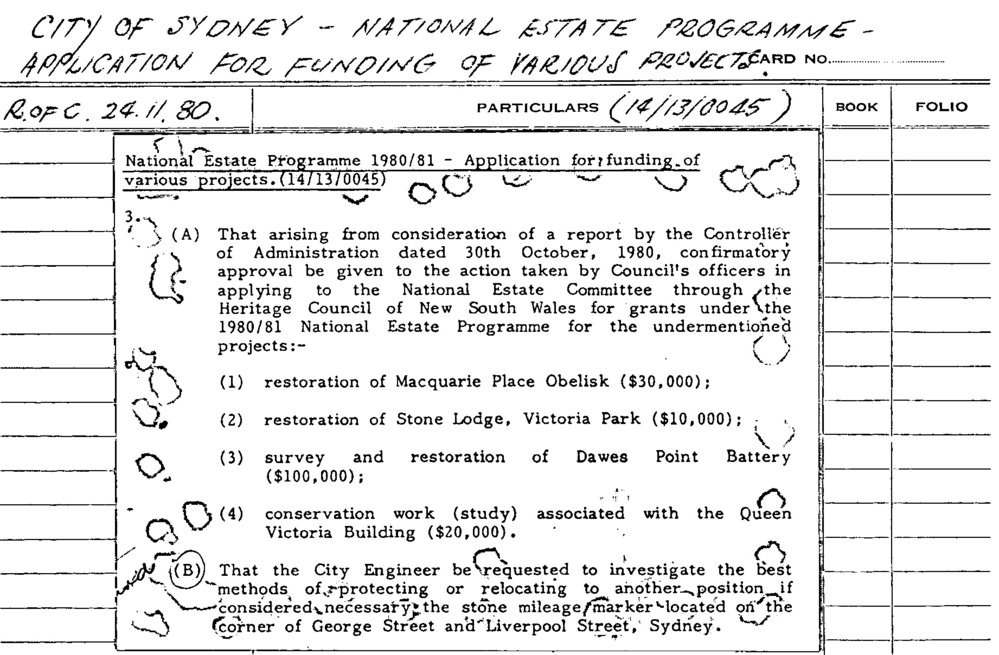 CITY OF SYDNEY - NATIONAL ESTATE PROGRAMME -
APPLICATION FOR FUNDING OF VARIOUS PROJECTS. CARD NO.
R. OF C. 24.11.80. PARTICULARS (14/13/0045) BOOK FOLIO
National Estate Programme 1980/81 - Application for funding of
various projects.(14/13/0045)
3.
(A) That arising from consideration of a report by the Controller
of Administration dated 30th October, 1980, confirmatory
approval be given to the action taken by Council's officers in
applying to the National Estate Committee through the
Heritage Council of New South Wales for grants under the
1980/81 National Estate Programme for the undermentioned
projects:-
(1) restoration of Macquarie Place Obelisk ($30,000);
(2) restoration of Stone Lodge, Victoria Park ($10,000);
(3) survey and restoration of Dawes Point Battery
($100,000);
(4) conservation work (study) associated with the Queen
Victoria Building ($20,000).
(B) That the City Engineer be requested to investigate the best
methods of protecting or relocating to another position if
considered necessary the stone mileage marker located on the
corner of George Street and Liverpool Street, Sydney.